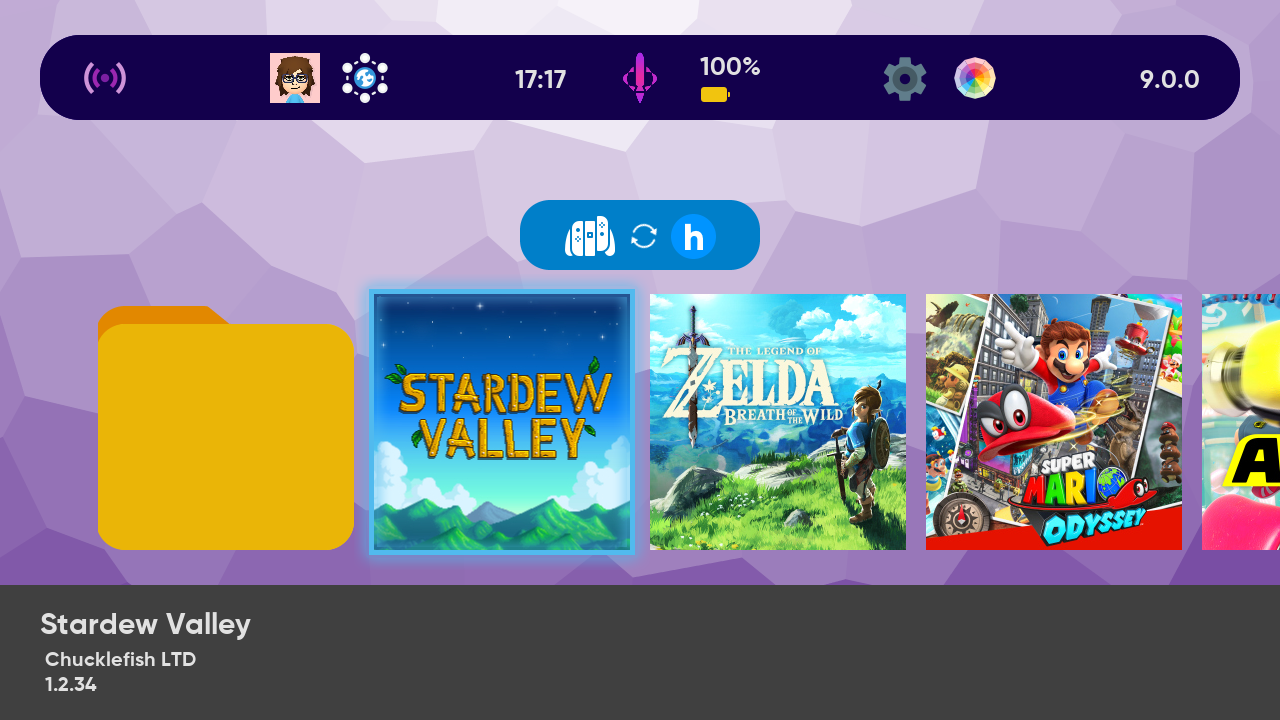 17:17
100%
9.0.0
h
STARDEW
VALLEY
THE LEGEND OF
ZELDA
BREATH OF THE WILD
SUPER
MARIO
ODYSSEY
A
Stardew Valley
Chucklefish LTD
1.2.34